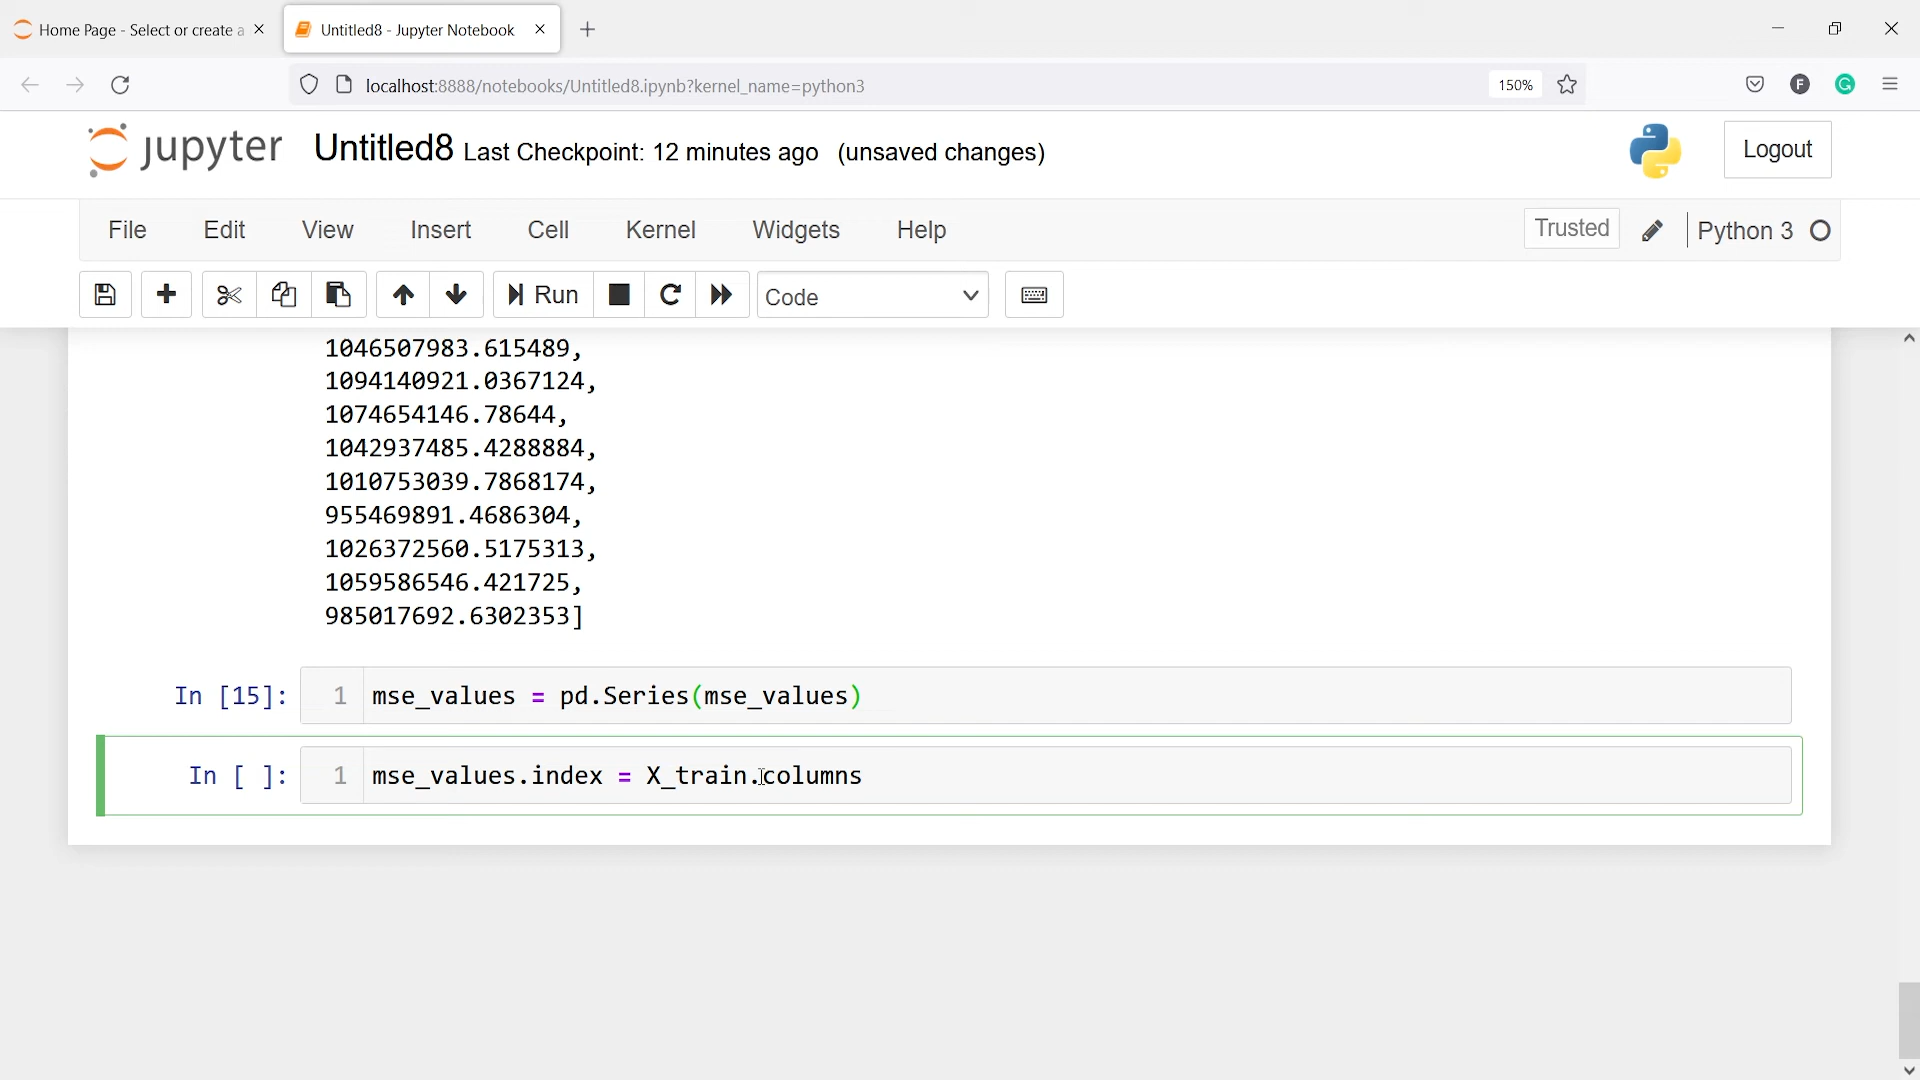 Home Page - Select or create a
Untitled8 - Jupyter Notebook
localhost:8888/notebooks/Untitled8.ipynb?kernel_name=python3
150%
F
G
jupyter Untitled8 Last Checkpoint: 12 minutes ago (unsaved changes)
Logout
File Edit View Insert Cell Kernel Widgets Help
Trusted
Python 3
Run
Code
1046507983.615489,
1094140921.0367124,
1074654146.78644,
1042937485.4288884,
1010753039.7868174,
955469891.4686304,
1026372560.5175313,
1059586546.421725,
985017692.6302353]
In [15]: 1 mse_values = pd.Series(mse_values)
In [ ]: 1 mse_values.index = X_train.columns